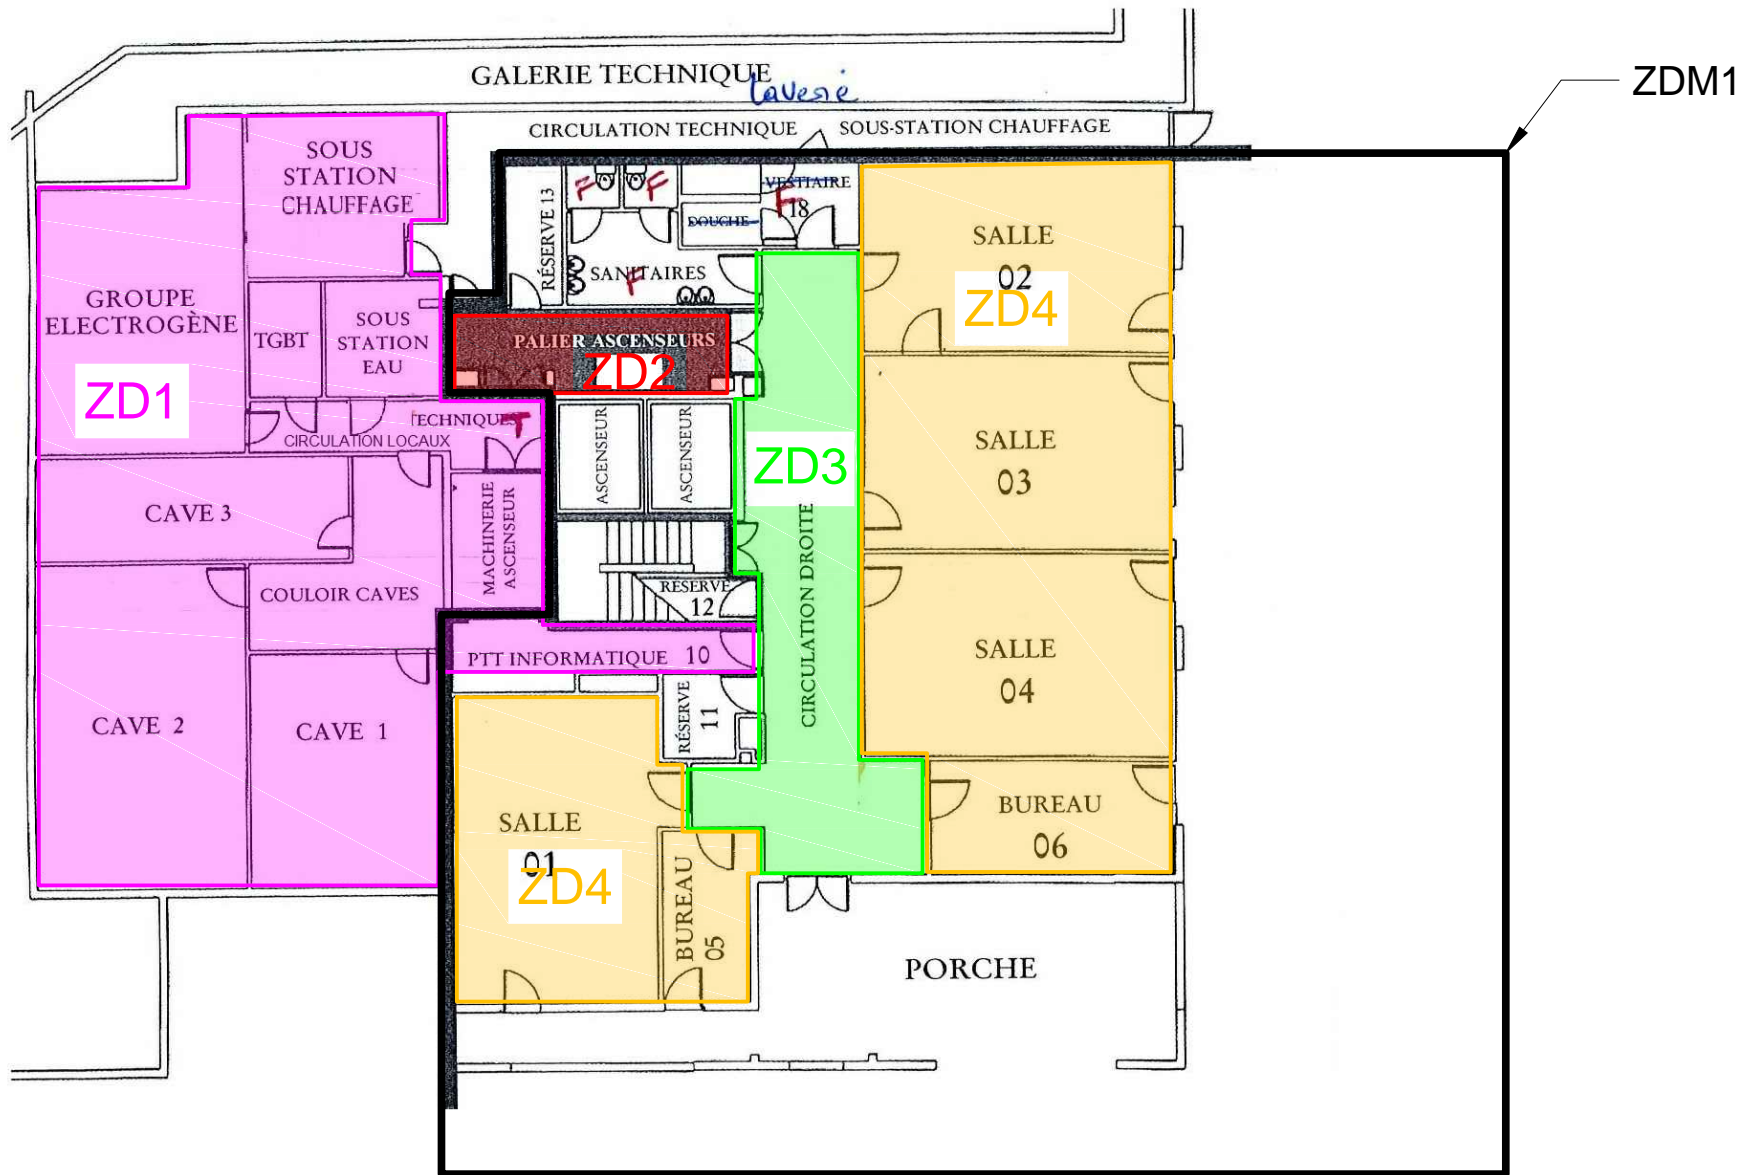 ZDM1
GALERIE TECHNIQUE
Laverie
CIRCULATION TECHNIQUE
SOUS-STATION CHAUFFAGE
SOUS
STATION
CHAUFFAGE
RÉSERVE 13
F
F
VESTIAIRE
F
18
DOUCHE
SANITAIRES
F
SALLE
02
ZD4
GROUPE
ELECTROGÈNE
ZD1
TGBT
SOUS
STATION
EAU
PALIER ASCENSEURS
ZD2
TECHNIQUES
F
CIRCULATION LOCAUX
ASCENSEUR
ASCENSEUR
ZD3
CIRCULATION DROITE
SALLE
03
CAVE 3
MACHINERIE
ASCENSEUR
COULOIR CAVES
RÉSERVE
12
SALLE
04
PTT INFORMATIQUE 10
RÉSERVE
11
CAVE 2
CAVE 1
SALLE
01
ZD4
BUREAU
05
BUREAU
06
PORCHE